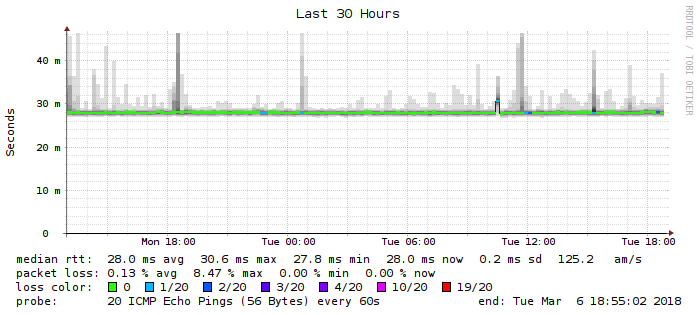 Last 30 Hours
RRDTOOL / TOBI OETIKER
Seconds
40 m
30 m
20 m
10 m
0
Mon 18:00 Tue 00:00 Tue 06:00 Tue 12:00 Tue 18:00
median rtt: 28.0 ms avg 30.6 ms max 27.8 ms min 28.0 ms now 0.2 ms sd 125.2 am/s
packet loss: 0.13 % avg 8.47 % max 0.00 % min 0.00 % now
loss color: 0 1/20 2/20 3/20 4/20 10/20 19/20
probe: 20 ICMP Echo Pings (56 Bytes) every 60s end: Tue Mar 6 18:55:02 2018